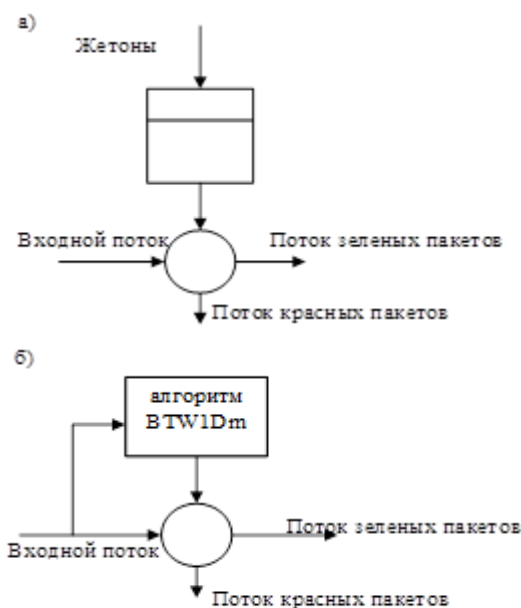 а)
Жетоны
Входной поток
Поток зеленых пакетов
Поток красных пакетов
б)
алгоритм
BTW1Dm
Поток зеленых пакетов
Входной поток
Поток красных пакетов